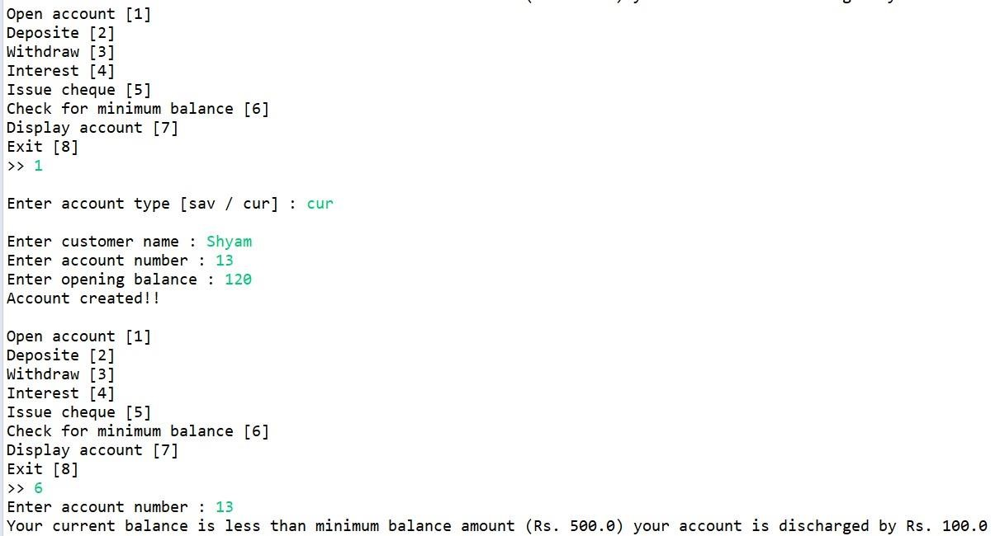 Open account [1]
Deposite [2]
Withdraw [3]
Interest [4]
Issue cheque [5]
Check for minimum balance [6]
Display account [7]
Exit [8]
>> 1
Enter account type [sav / cur] : cur
Enter customer name : Shyam
Enter account number : 13
Enter opening balance : 120
Account created!!
Open account [1]
Deposite [2]
Withdraw [3]
Interest [4]
Issue cheque [5]
Check for minimum balance [6]
Display account [7]
Exit [8]
>> 6
Enter account number : 13
Your current balance is less than minimum balance amount (Rs. 500.0) your account is discharged by Rs. 100.0